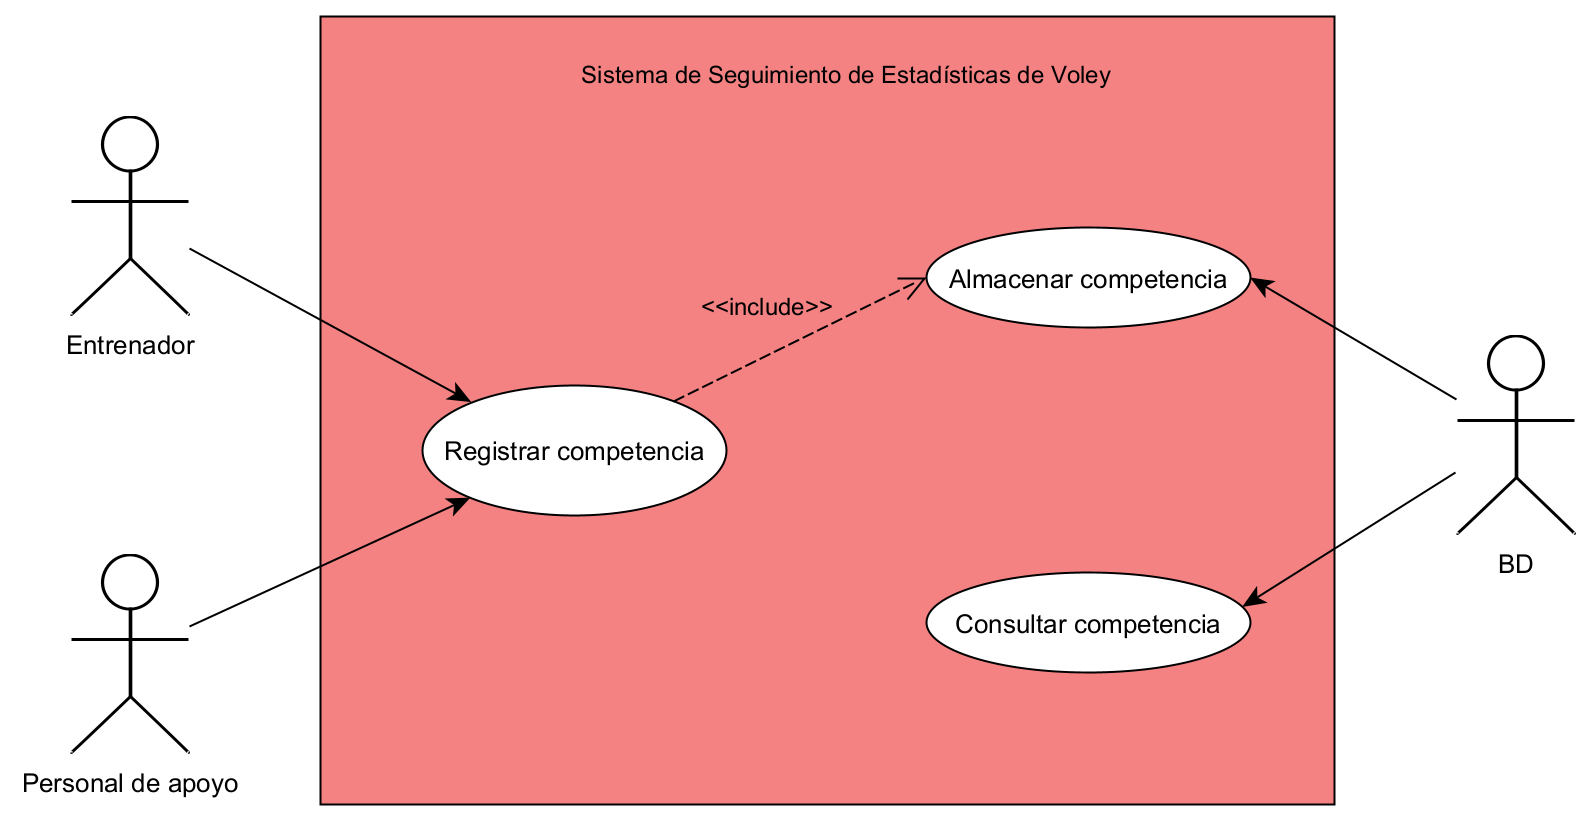 Sistema de Seguimiento de Estadísticas de Voley
Almacenar competencia
<<include>>
Entrenador
Registrar competencia
BD
Consultar competencia
Personal de apoyo